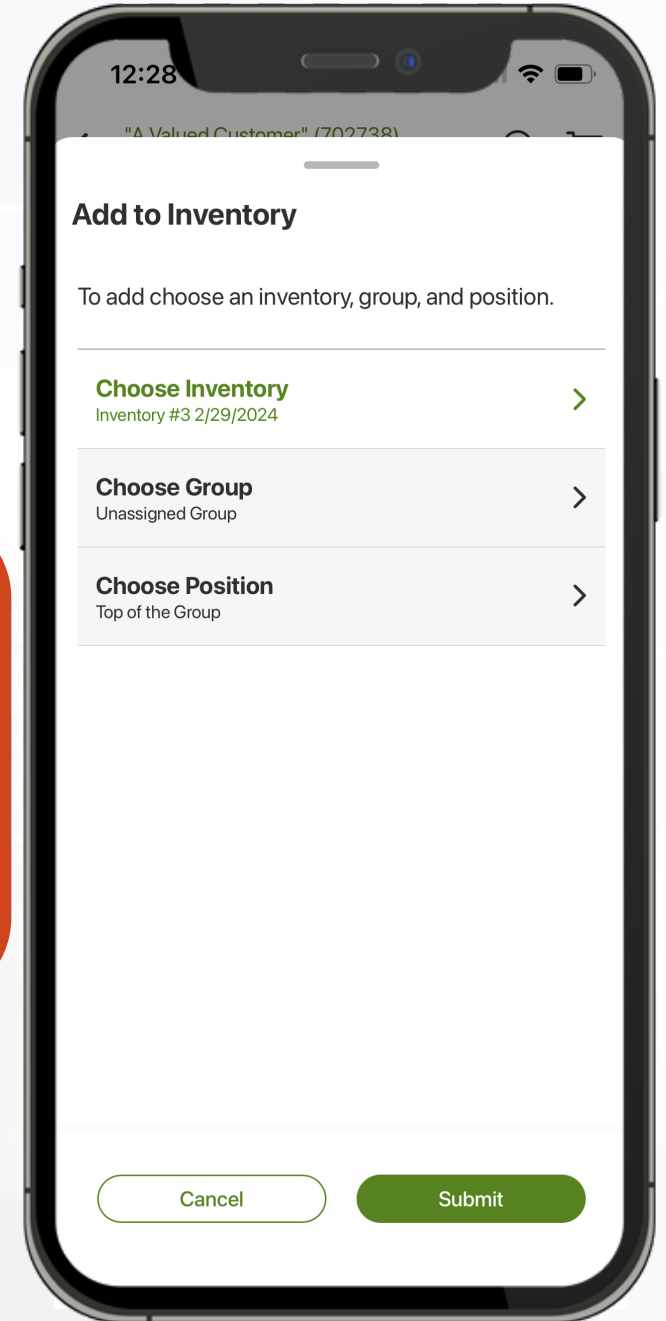 12:28
"A Valued Customer" (702738)
Add to Inventory
To add choose an inventory, group, and position.
Choose Inventory
Inventory #3 2/29/2024
Choose Group
Unassigned Group
Choose Position
Top of the Group
Cancel
Submit